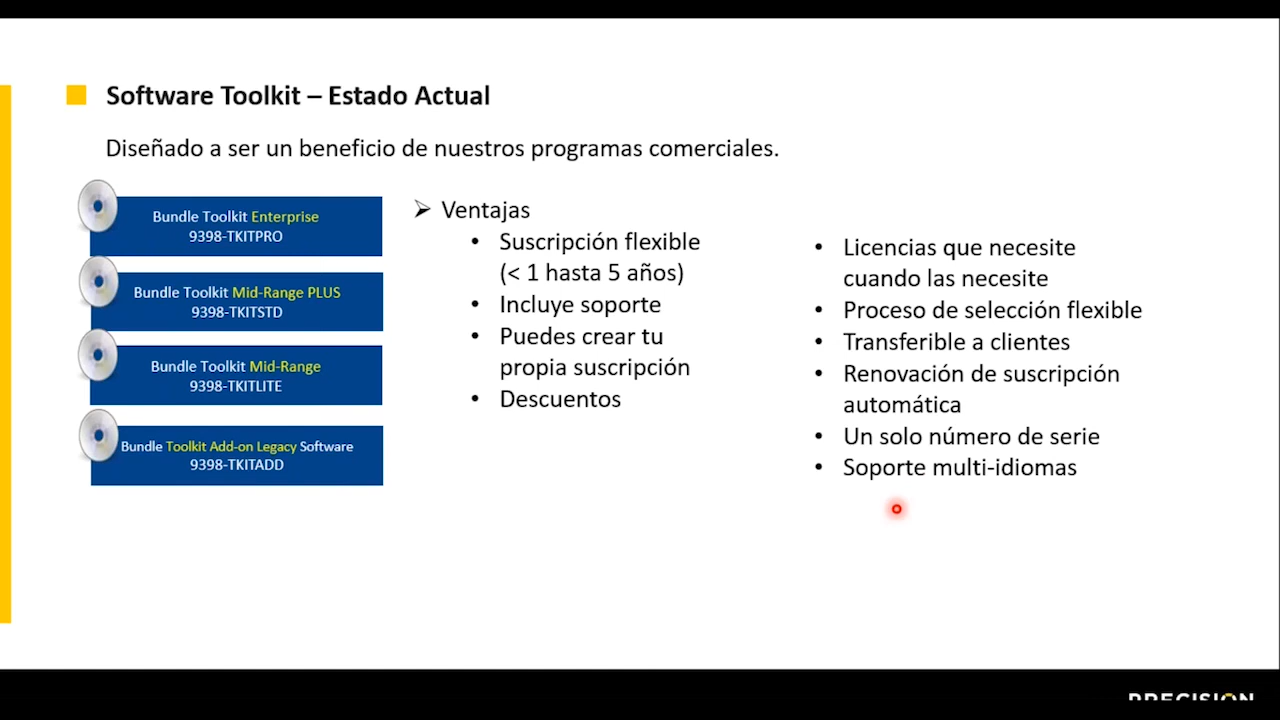 Software Toolkit – Estado Actual
Diseñado a ser un beneficio de nuestros programas comerciales.
Bundle Toolkit Enterprise
9398-TKITPRO
Bundle Toolkit Mid-Range PLUS
9398-TKITSTD
Bundle Toolkit Mid-Range
9398-TKITLITE
Bundle Toolkit Add-on Legacy Software
9398-TKITADD
Ventajas
Suscripción flexible
(< 1 hasta 5 años)
Incluye soporte
Puedes crear tu
propia suscripción
Descuentos
Licencias que necesite
cuando las necesite
Proceso de selección flexible
Transferible a clientes
Renovación de suscripción
automática
Un solo número de serie
Soporte multi-idiomas
PRECISION